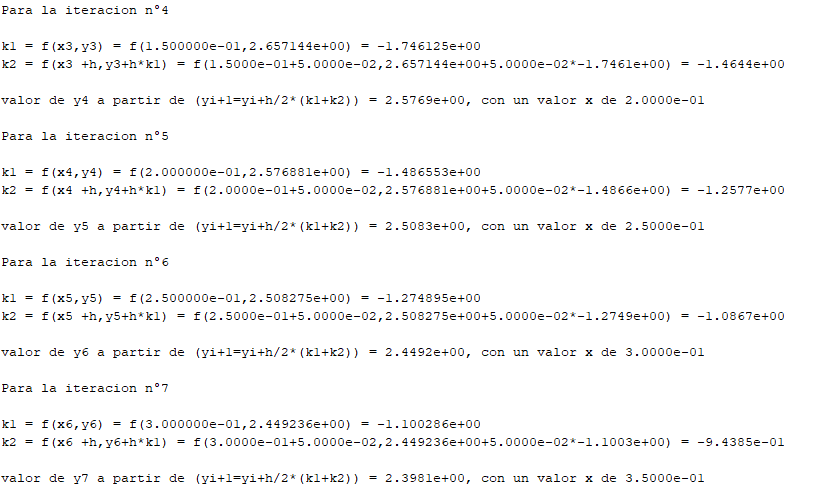 Para la iteracion n°4
k1 = f(x3,y3) = f(1.500000e-01,2.657144e+00) = -1.746125e+00
k2 = f(x3 +h,y3+h*k1) = f(1.5000e-01+5.0000e-02,2.657144e+00+5.0000e-02*-1.7461e+00) = -1.4644e+00
valor de y4 a partir de (yi+1=yi+h/2*(k1+k2)) = 2.5769e+00, con un valor x de 2.0000e-01
Para la iteracion n°5
k1 = f(x4,y4) = f(2.000000e-01,2.576881e+00) = -1.486553e+00
k2 = f(x4 +h,y4+h*k1) = f(2.0000e-01+5.0000e-02,2.576881e+00+5.0000e-02*-1.4866e+00) = -1.2577e+00
valor de y5 a partir de (yi+1=yi+h/2*(k1+k2)) = 2.5083e+00, con un valor x de 2.5000e-01
Para la iteracion n°6
k1 = f(x5,y5) = f(2.500000e-01,2.508275e+00) = -1.274895e+00
k2 = f(x5 +h,y5+h*k1) = f(2.5000e-01+5.0000e-02,2.508275e+00+5.0000e-02*-1.2749e+00) = -1.0867e+00
valor de y6 a partir de (yi+1=yi+h/2*(k1+k2)) = 2.4492e+00, con un valor x de 3.0000e-01
Para la iteracion n°7
k1 = f(x6,y6) = f(3.000000e-01,2.449236e+00) = -1.100286e+00
k2 = f(x6 +h,y6+h*k1) = f(3.0000e-01+5.0000e-02,2.449236e+00+5.0000e-02*-1.1003e+00) = -9.4385e-01
valor de y7 a partir de (yi+1=yi+h/2*(k1+k2)) = 2.3981e+00, con un valor x de 3.5000e-01